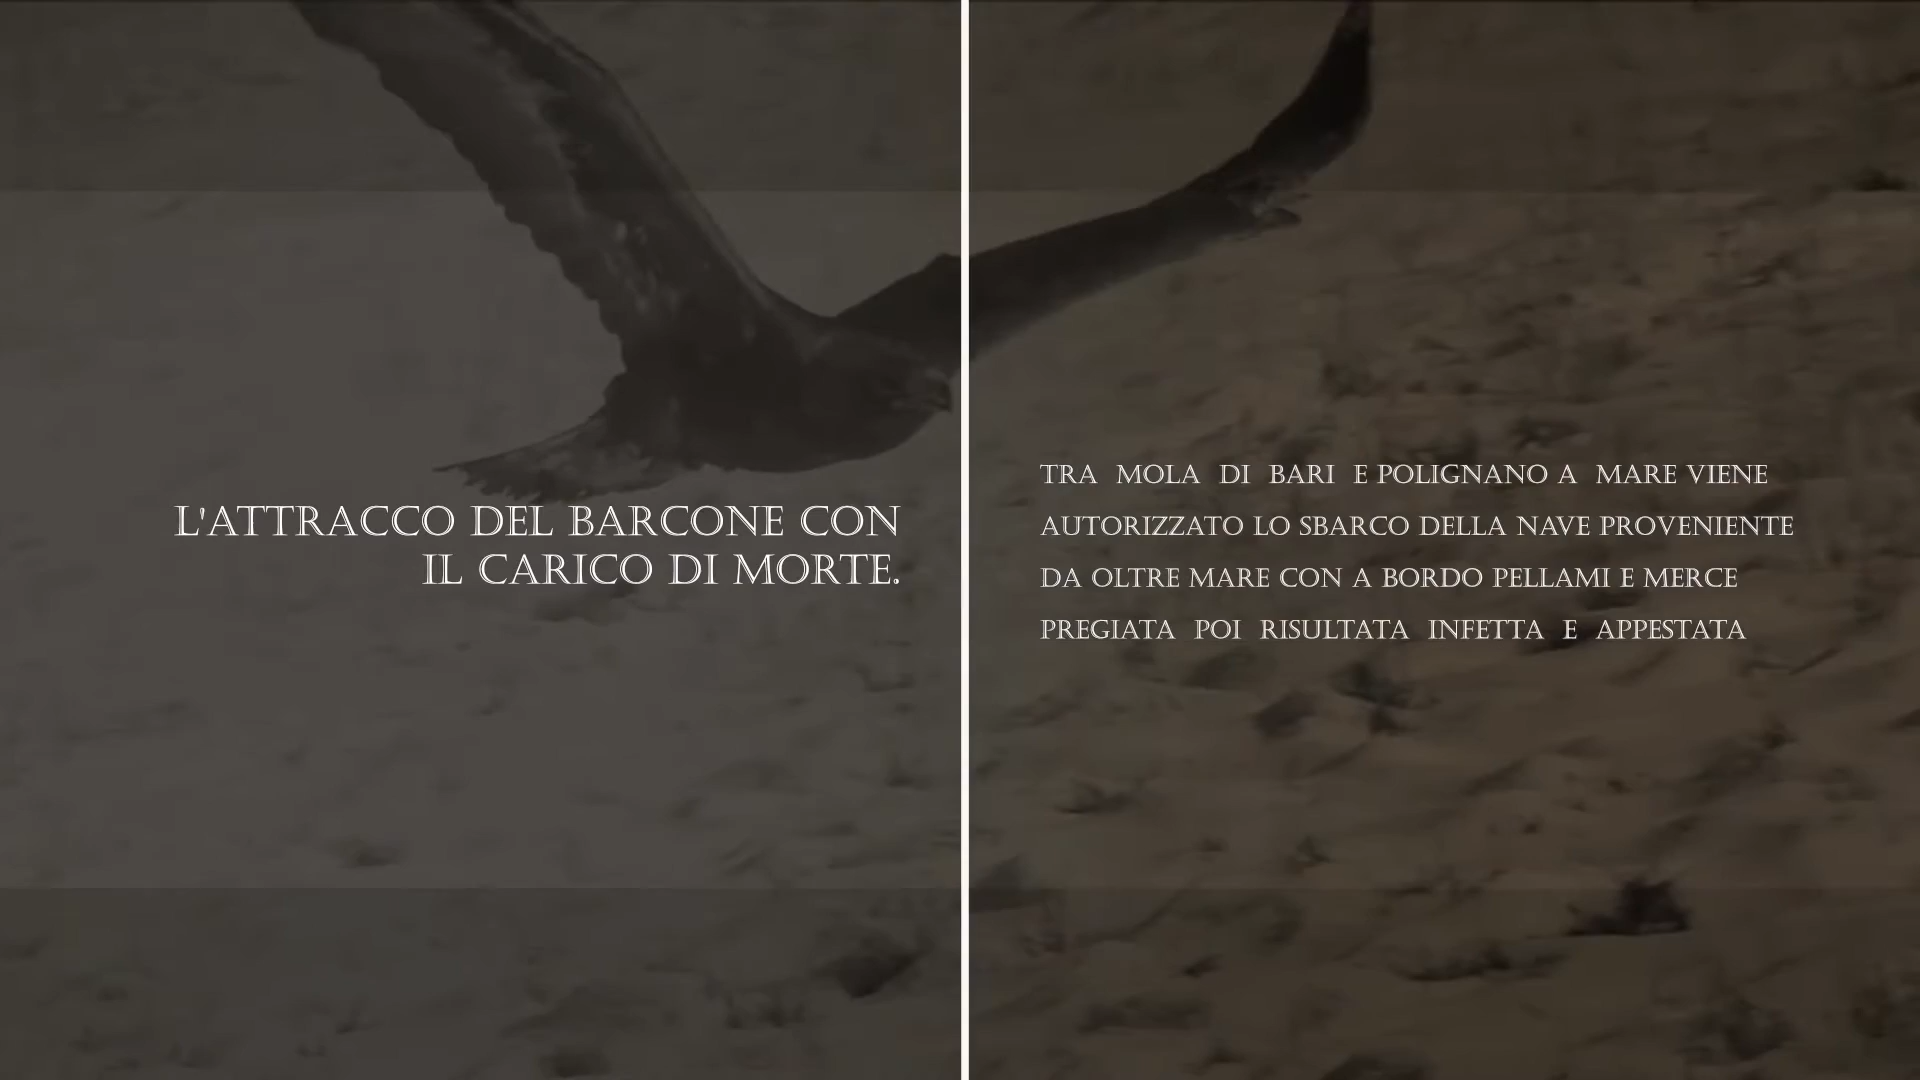 L'ATTRACCO DEL BARCONE CON
IL CARICO DI MORTE.
TRA MOLA DI BARI E POLIGNANO A MARE VIENE
AUTORIZZATO LO SBARCO DELLA NAVE PROVENIENTE
DA OLTRE MARE CON A BORDO PELLAMI E MERCE
PREGIATA POI RISULTATA INFETTA E APPESTATA